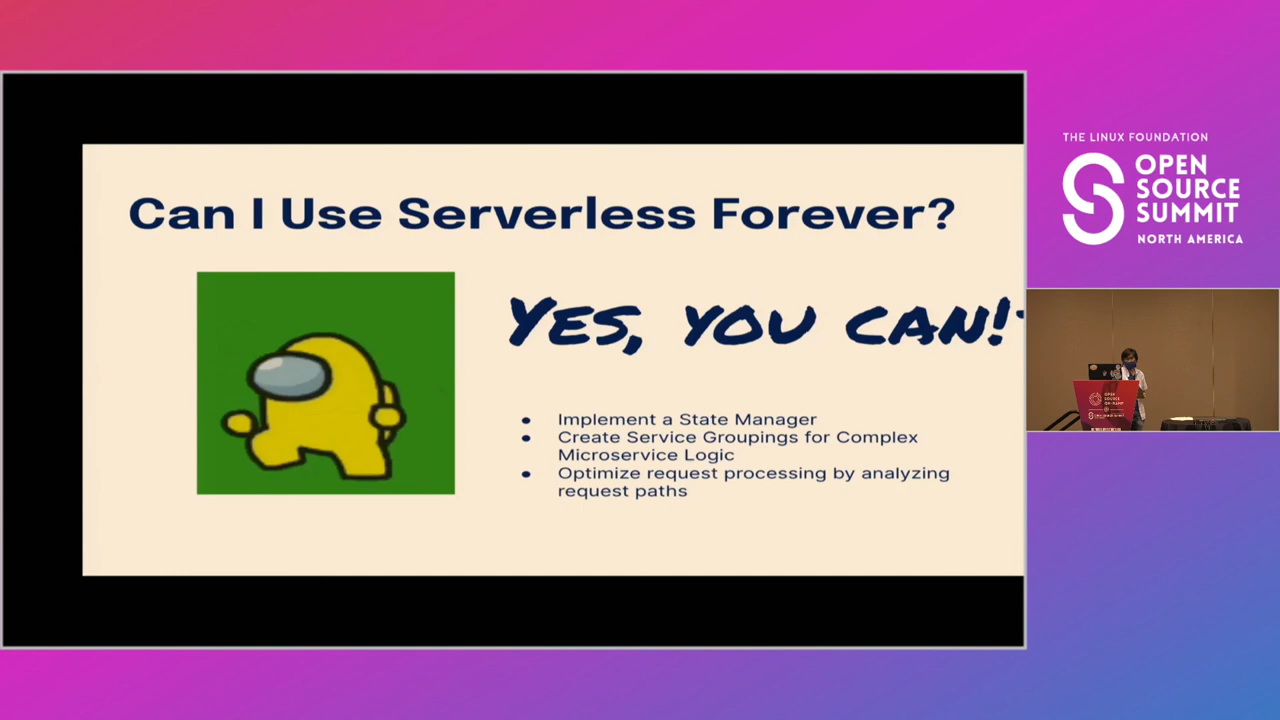 Can I Use Serverless Forever?
YES, YOU CAN!
● Implement a State Manager
● Create Service Groupings for Complex
Microservice Logic
● Optimize request processing by analyzing
request paths
THE LINUX FOUNDATION
OPEN
SOURCE
SUMMIT
NORTH AMERICA